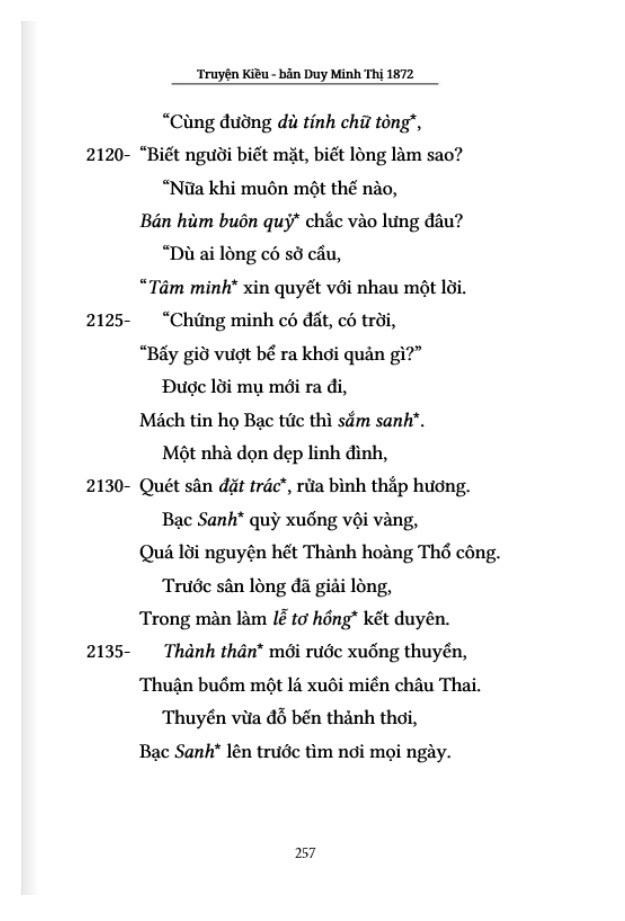 Truyện Kiều - bản Duy Minh Thị 1872
“Cùng đường dù tính chữ tòng*,
2120- “Biết người biết mặt, biết lòng làm sao?
“Nữa khi muôn một thế nào,
Bán hùm buôn quỷ* chắc vào lưng đâu?
“Dù ai lòng có sở cầu,
“Tâm minh* xin quyết với nhau một lời.
2125- “Chứng minh có đất, có trời,
“Bấy giờ vượt bể ra khơi quản gì?”
Được lời mụ mới ra đi,
Mách tin họ Bạc tức thì sắm sanh*.
Một nhà dọn dẹp linh đình,
2130- Quét sân đặt trác*, rửa bình thắp hương.
Bạc Sanh* quỳ xuống vội vàng,
Quá lời nguyện hết Thành hoàng Thổ công.
Trước sân lòng đã giải lòng,
Trong màn làm lễ tơ hồng* kết duyên.
2135- Thành thân* mới rước xuống thuyền,
Thuận buồm một lá xuôi miền châu Thai.
Thuyền vừa đỗ bến thảnh thơi,
Bạc Sanh* lên trước tìm nơi mọi ngày.
257